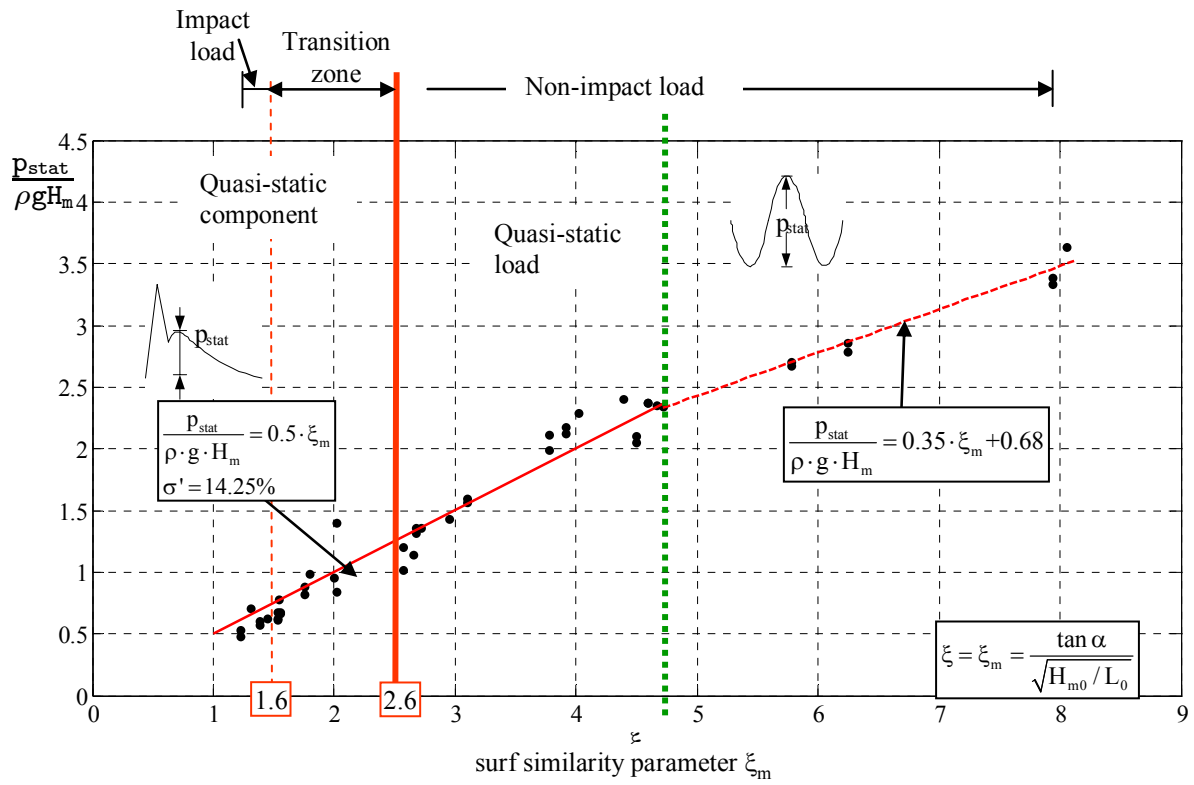 Impact
load
Transition
zone
Non-impact load
p_stat
ρgH_m
4.5
4
3.5
3
2.5
2
1.5
1
0.5
0
Quasi-static
component
Quasi-static
load
p_stat
p_stat
p_stat / ρ·g·H_m = 0.5·ξ_m
σ'=14.25%
p_stat / ρ·g·H_m = 0.35·ξ_m+0.68
ξ = ξ_m = tan α / √(H_m0 / L_0)
1.6
2.6
0 1 2 3 4 5 6 7 8 9
ξ
surf similarity parameter ξ_m